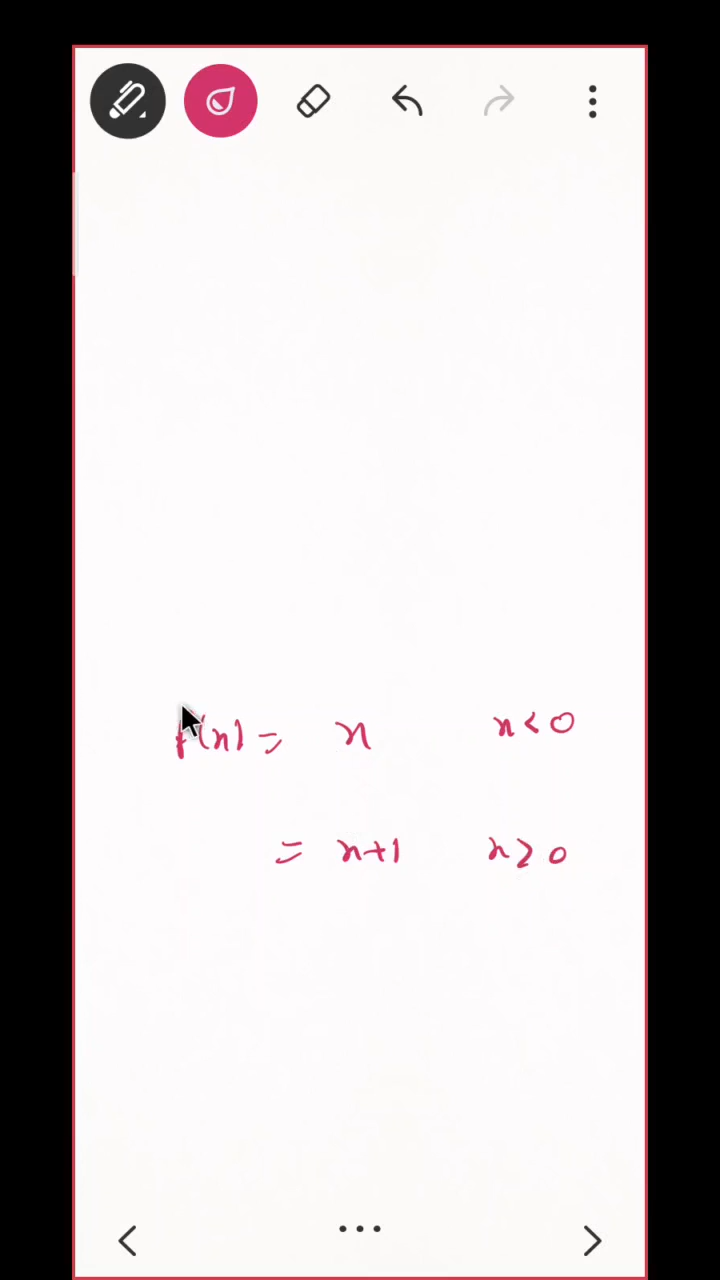 f(n) = n n < 0
= n+1 n > 0